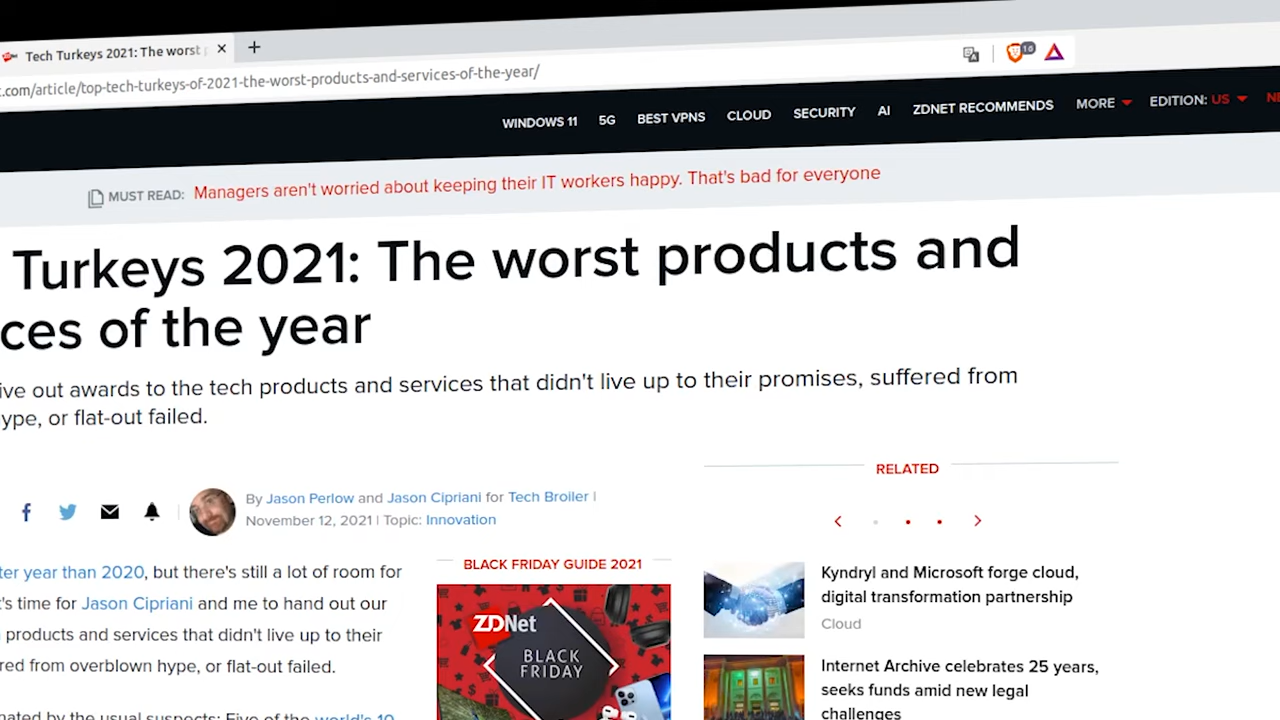 Tech Turkeys 2021: The worst
.com/article/top-tech-turkeys-of-2021-the-worst-products-and-services-of-the-year/
16
WINDOWS 11 5G BEST VPNS CLOUD SECURITY AI ZDNET RECOMMENDS MORE EDITION: US
MUST READ: Managers aren't worried about keeping their IT workers happy. That's bad for everyone
Turkeys 2021: The worst products and
ces of the year
ive out awards to the tech products and services that didn't live up to their promises, suffered from
ype, or flat-out failed.
By Jason Perlow and Jason Cipriani for Tech Broiler |
November 12, 2021 | Topic: Innovation
ter year than 2020, but there's still a lot of room for
t's time for Jason Cipriani and me to hand out our
products and services that didn't live up to their
red from overblown hype, or flat-out failed.
nated by the usual suspects: Five of the world's 10
BLACK FRIDAY GUIDE 2021
ZDNet
BLACK
FRIDAY
RELATED
Kyndryl and Microsoft forge cloud,
digital transformation partnership
Cloud
Internet Archive celebrates 25 years,
seeks funds amid new legal
challenges